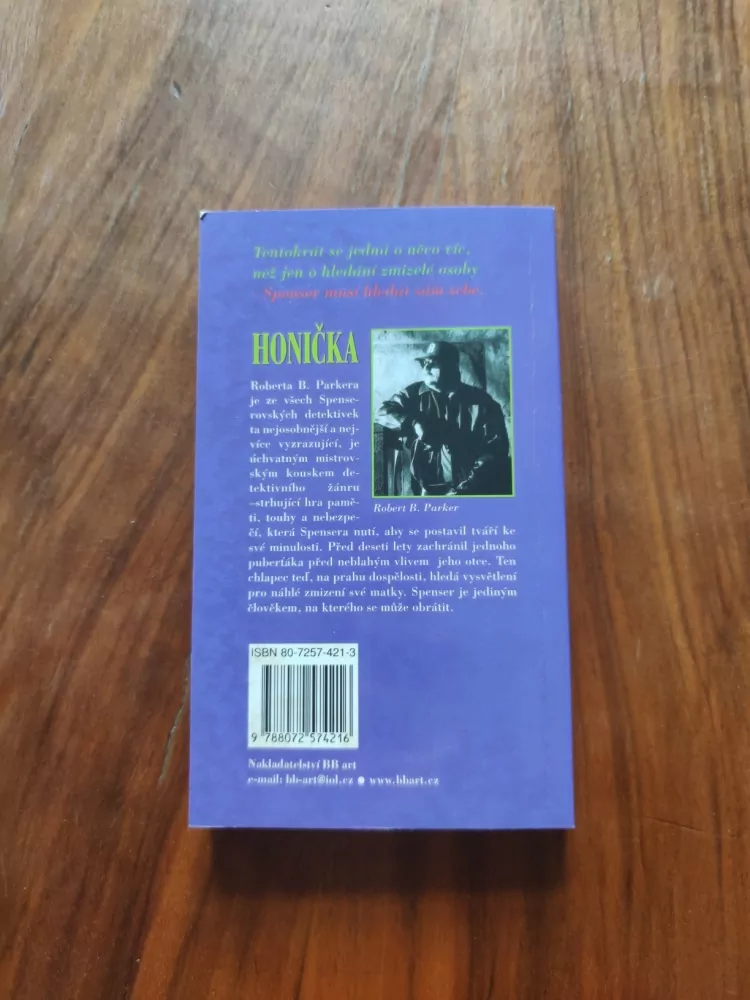 Tentokrát se jedná o něco víc,
než jen o hledání zmizelé osoby
Spenser musí hledat sám sebe.
HONIČKA
Roberta B. Parkera
je ze všech Spense-
rovských detektivek
ta nejosobnější a nej-
více vyzrazující, je
úchvatným mistrov-
ským kouskem de-
tektivního žánru
–strhující hra pamě-
ti, touhy a nebezpe-
Robert B. Parker
čí, která Spensera nutí, aby se postavil tváří ke
své minulosti. Před deseti lety zachránil jednoho
puberťáka před neblahým vlivem jeho otce. Ten
chlapec teď, na prahu dospělosti, hledá vysvětlení
pro náhlé zmizení své matky. Spenser je jediným
člověkem, na kterého se může obrátit.
ISBN 80-7257-421-3
9 788072 574216
Nakladatelství BB art
e-mail: bb-art@iol.cz ● www.bbart.cz